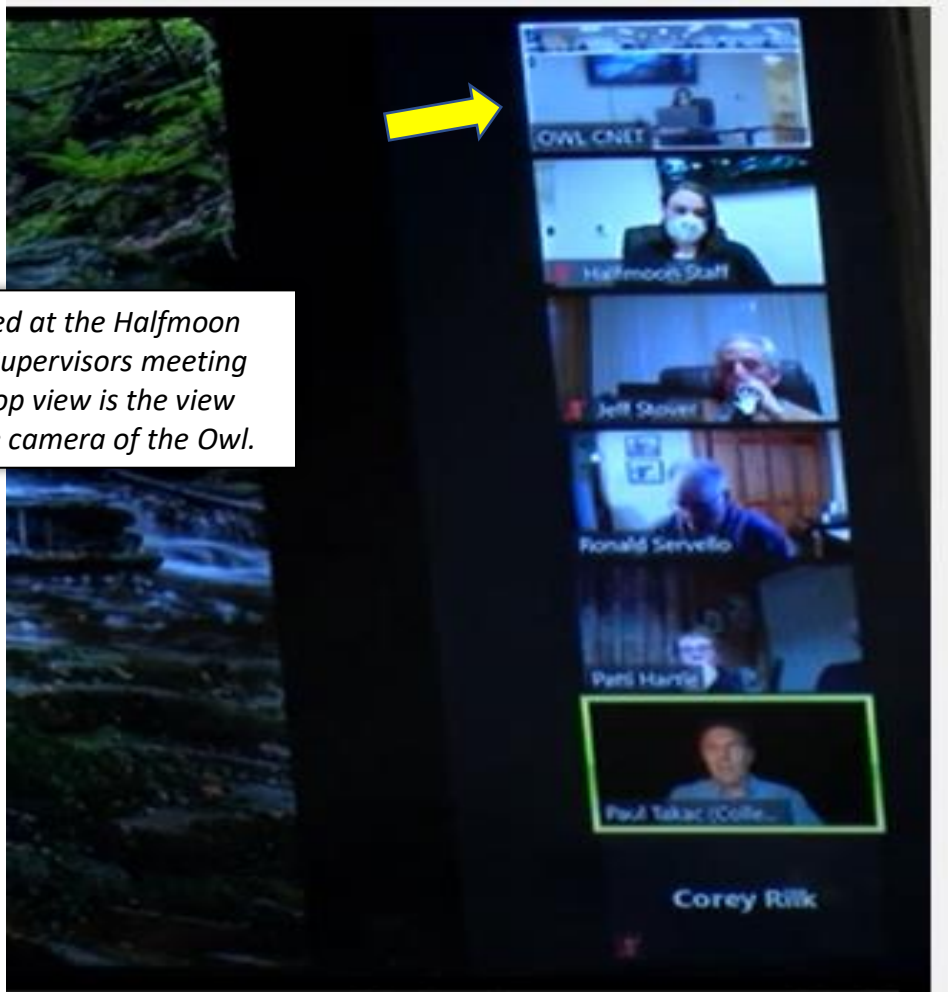 ed at the Halfmoon
upervisors meeting
op view is the view
camera of the Owl.
OWL CNET
Halfmoon Staff
Jeff Stover
Ronald Servello
Patti Hartle
Paul Takac (Colle...
Corey Rilk